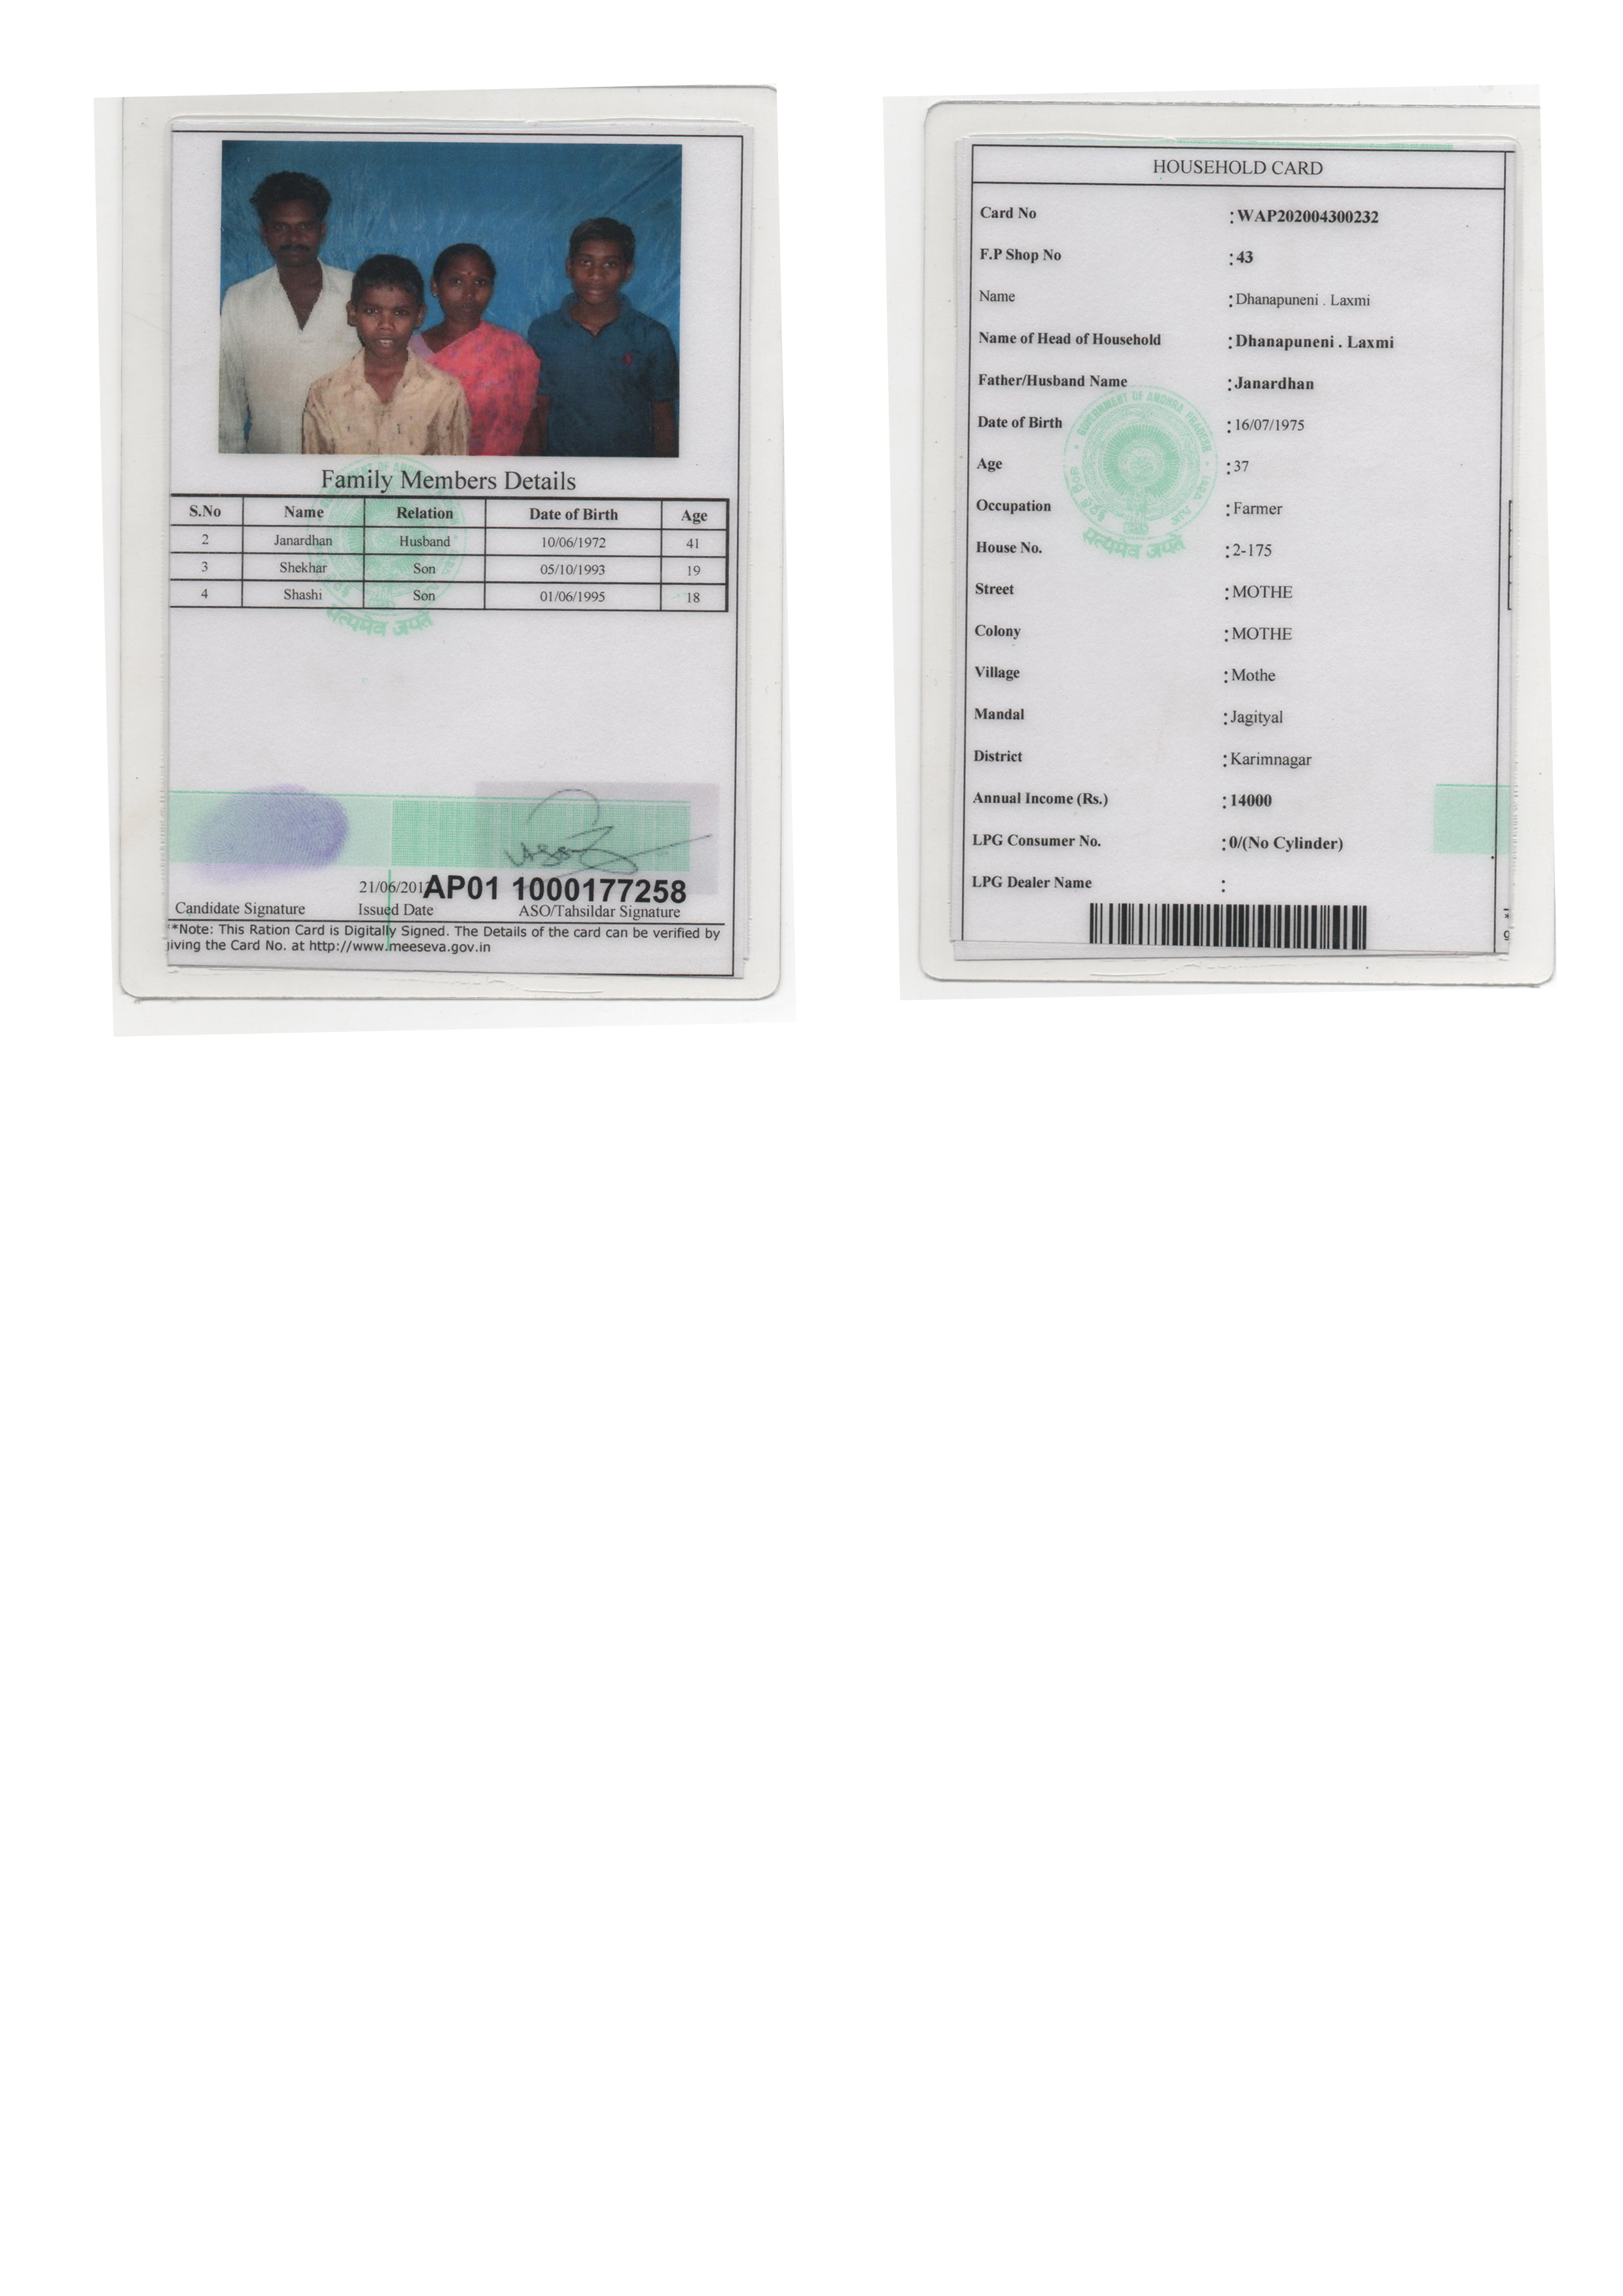 Family Members Details
S.No Name Relation Date of Birth Age
2 Janardhan Husband 10/06/1972 41
3 Shekhar Son 05/10/1993 19
4 Shashi Son 01/06/1995 18
सत्यमेव जयते
21/06/201
AP01 1000177258
Candidate Signature Issued Date ASO/Tahsildar Signature
**Note: This Ration Card is Digitally Signed. The Details of the card can be verified by
giving the Card No. at http://www.meeseva.gov.in
HOUSEHOLD CARD
Card No : WAP202004300232
F.P Shop No : 43
Name : Dhanapuneni . Laxmi
Name of Head of Household : Dhanapuneni . Laxmi
Father/Husband Name : Janardhan
GOVERNMENT OF ANDHRA PRADESH
Date of Birth : 16/07/1975
Age : 37
Occupation : Farmer
सत्यमेव जयते
House No. : 2-175
Street : MOTHE
Colony : MOTHE
Village : Mothe
Mandal : Jagityal
District : Karimnagar
Annual Income (Rs.) : 14000
LPG Consumer No. : 0/(No Cylinder)
LPG Dealer Name :